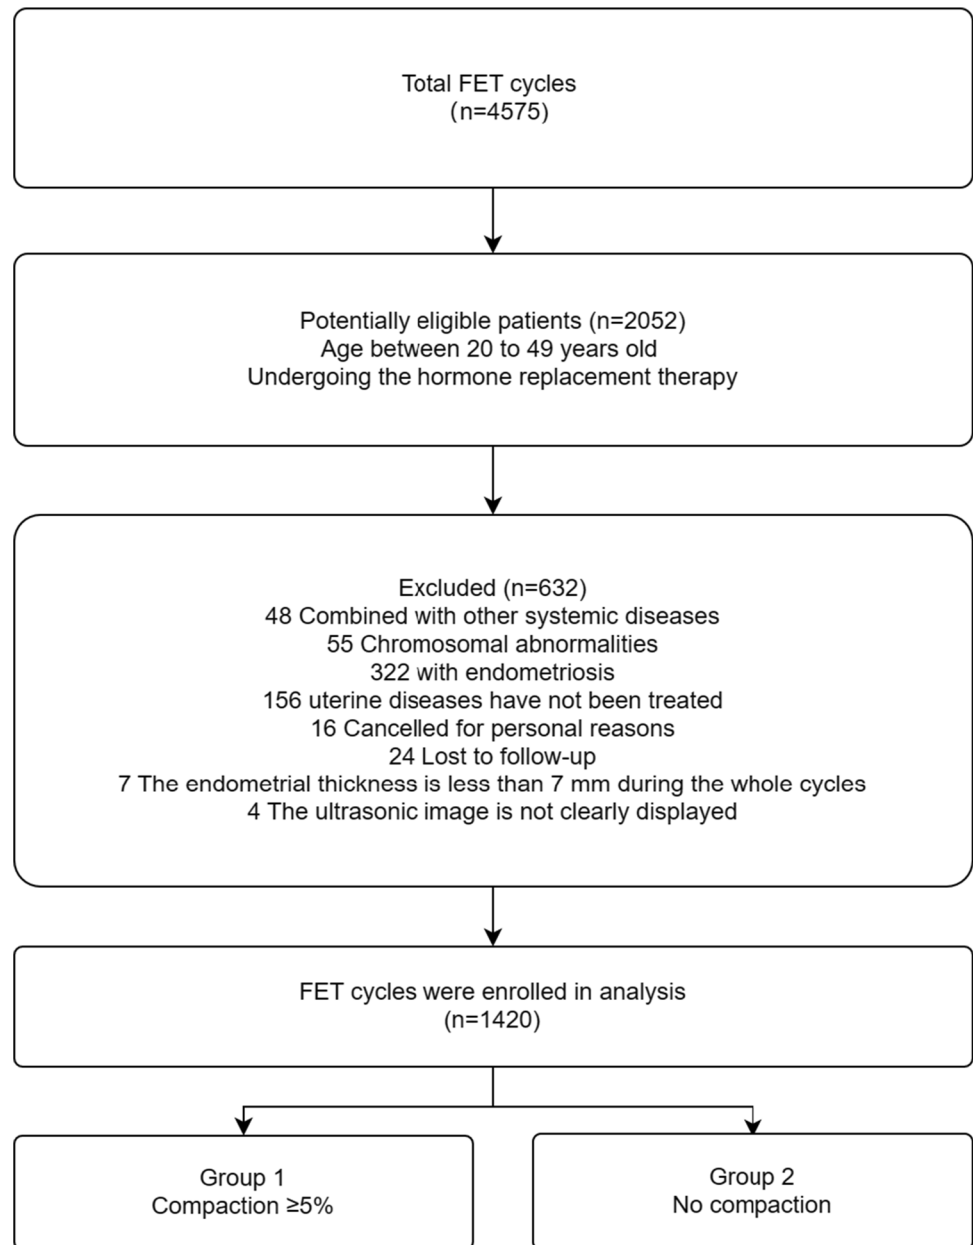 Total FET cycles
(n=4575)
Potentially eligible patients (n=2052)
Age between 20 to 49 years old
Undergoing the hormone replacement therapy
Excluded (n=632)
48 Combined with other systemic diseases
55 Chromosomal abnormalities
322 with endometriosis
156 uterine diseases have not been treated
16 Cancelled for personal reasons
24 Lost to follow-up
7 The endometrial thickness is less than 7 mm during the whole cycles
4 The ultrasonic image is not clearly displayed
FET cycles were enrolled in analysis
(n=1420)
Group 1
Compaction ≥5%
Group 2
No compaction